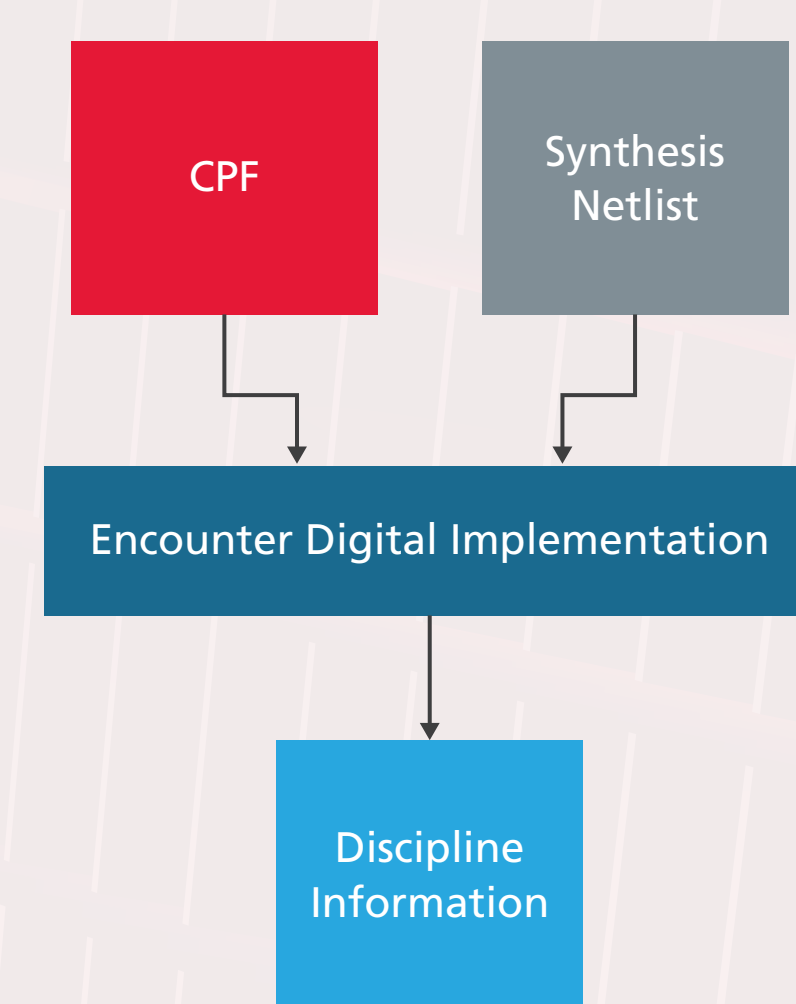 CPF
Synthesis
Netlist
Encounter Digital Implementation
Discipline
Information